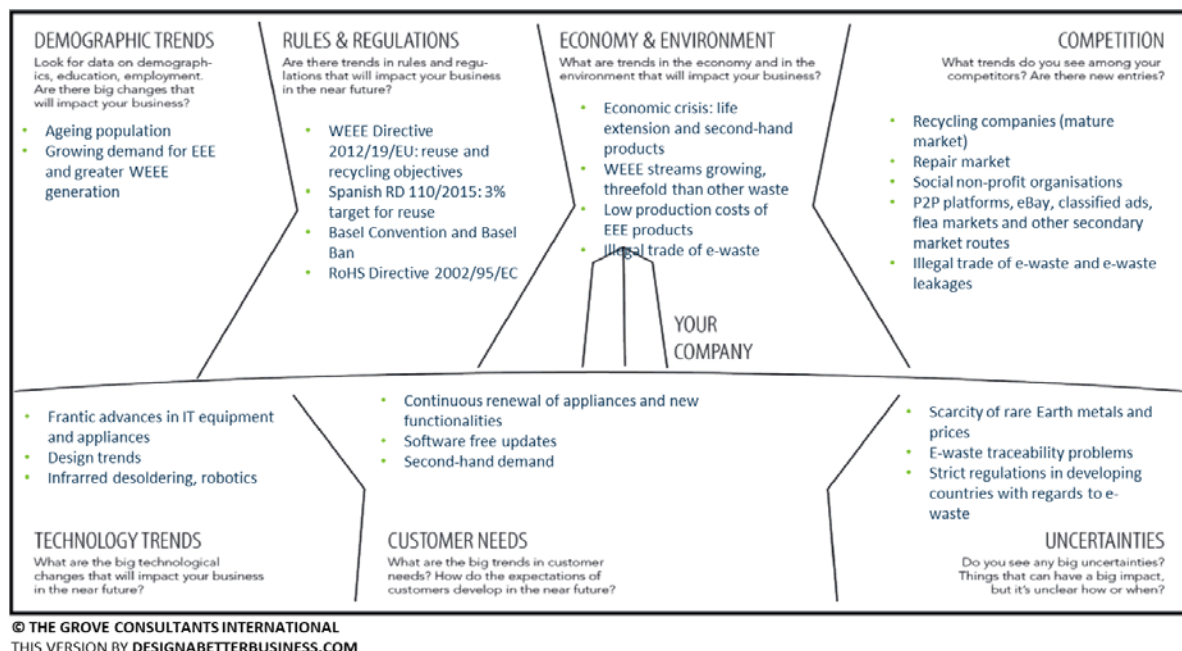 DEMOGRAPHIC TRENDS
Look for data on demograph-
ics, education, employment.
Are there big changes that
will impact your business?
• Ageing population
• Growing demand for EEE
and greater WEEE
generation
RULES & REGULATIONS
Are there trends in rules and regu-
lations that will impact your business
in the near future?
• WEEE Directive
2012/19/EU: reuse and
recycling objectives
• Spanish RD 110/2015: 3%
target for reuse
• Basel Convention and Basel
Ban
• RoHS Directive 2002/95/EC
ECONOMY & ENVIRONMENT
What are trends in the economy and in the
environment that will impact your business?
• Economic crisis: life
extension and second-hand
products
• WEEE streams growing,
threefold than other waste
• Low production costs of
EEE products
• Illegal trade of e-waste
COMPETITION
What trends do you see among your
competitors? Are there new entries?
• Recycling companies (mature
market)
• Repair market
• Social non-profit organisations
• P2P platforms, eBay, classified ads,
flea markets and other secondary
market routes
• Illegal trade of e-waste and e-waste
leakages
YOUR
COMPANY
• Frantic advances in IT equipment
and appliances
• Design trends
• Infrarred desoldering, robotics
TECHNOLOGY TRENDS
What are the big technological
changes that will impact your business
in the near future?
• Continuous renewal of appliances and new
functionalities
• Software free updates
• Second-hand demand
CUSTOMER NEEDS
What are the big trends in customer
needs? How do the expectations of
customers develop in the near future?
• Scarcity of rare Earth metals and
prices
• E-waste traceability problems
• Strict regulations in developing
countries with regards to e-
waste
UNCERTAINTIES
Do you see any big uncertainties?
Things that can have a big impact,
but it's unclear how or when?
© THE GROVE CONSULTANTS INTERNATIONAL
THIS VERSION BY DESIGNABETTERBUSINESS.COM